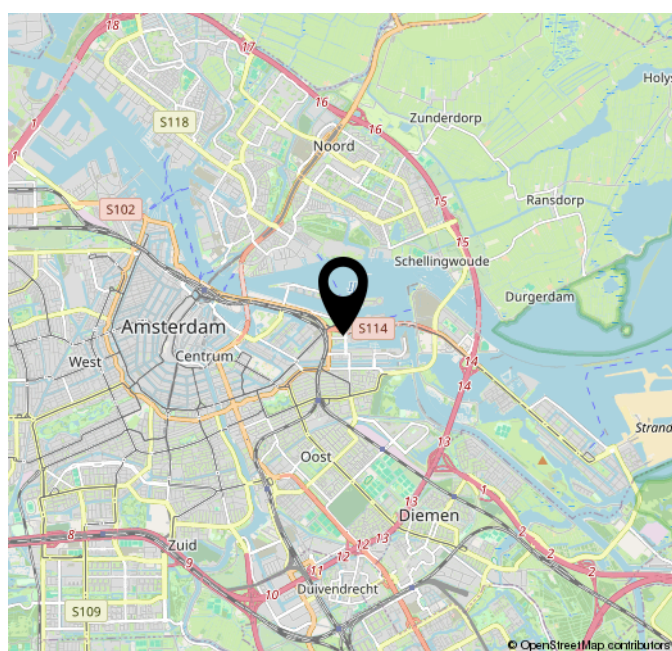 18
17
1
16
S118
16
Zunderdorp
Holys
Noord
15
Ransdorp
S102
15
Schellingwoude
Durgerdam
Amsterdam
S114
Centrum
West
14
14
Strand
13
Oost
1
13
Diemen
2
8
Zuid
12
13
12
2
2
9
11
10
Duivendrecht
S109
© OpenStreetMap contributors